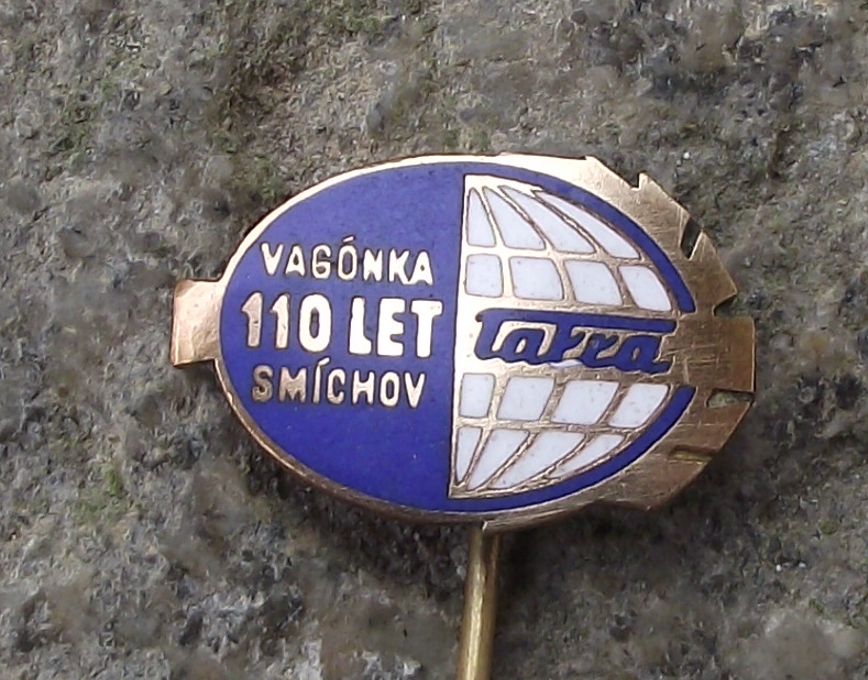 VAGÓNKA
110 LET
SMÍCHOV
Tatra